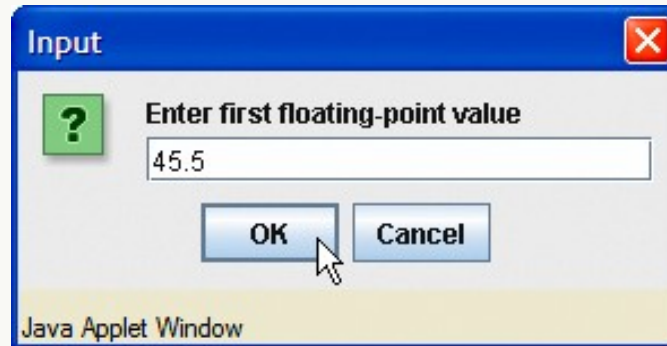 Input
?
Enter first floating-point value
45.5
OK Cancel
Java Applet Window